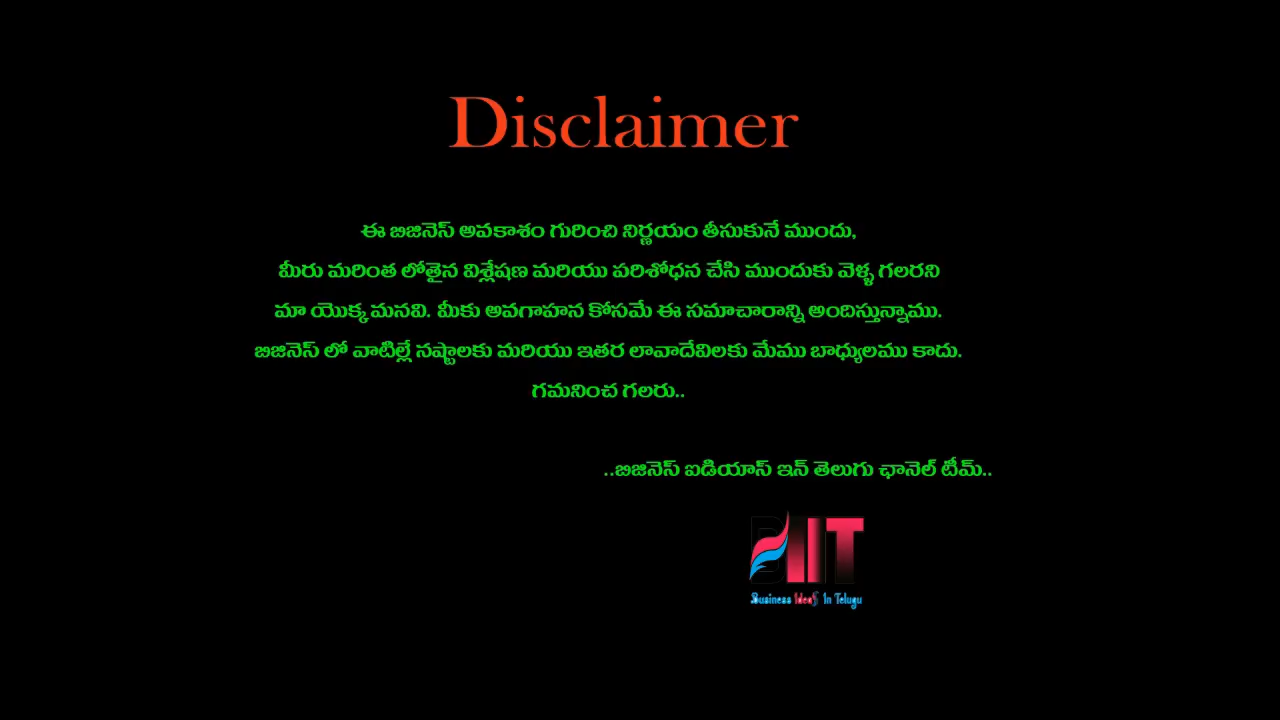 Disclaimer
ఈ బిజినెస్ అవకాశం గురించి నిర్ణయం తీసుకునే ముందు,
మీరు మరింత లోతైన విశ్లేషణ మరియు పరిశోధన చేసి ముందుకు వెళ్ళ గలరని
మా యొక్క మనవి. మీకు అవగాహన కోసమే ఈ సమాచారాన్ని అందిస్తున్నాము.
బిజినెస్ లో వాటిల్లే నష్టాలకు మరియు ఇతర లావాదేవిలకు మేము బాధ్యులము కాదు.
గమనించ గలరు..
..బిజినెస్ ఐడియాస్ ఇన్ తెలుగు ఛానెల్ టీమ్..
BIIT
Business Ideas In Telugu